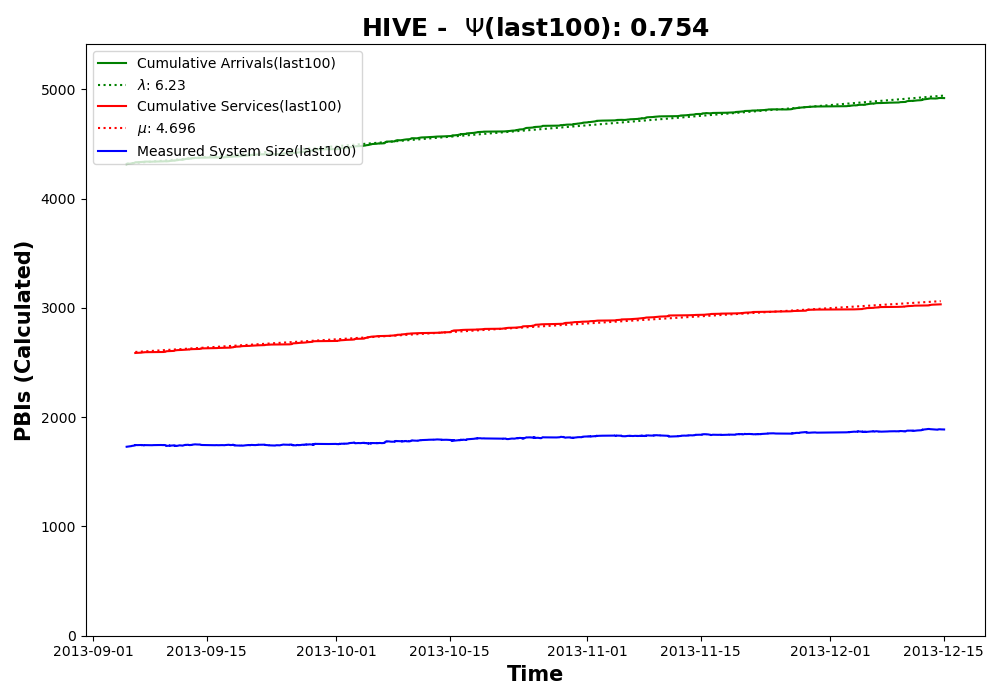 HIVE - Ψ(last100): 0.754
Cumulative Arrivals(last100)
λ: 6.23
Cumulative Services(last100)
μ: 4.696
Measured System Size(last100)
PBIs (Calculated)
5000
4000
3000
2000
1000
0
2013-09-01 2013-09-15 2013-10-01 2013-10-15 2013-11-01 2013-11-15 2013-12-01 2013-12-15
Time